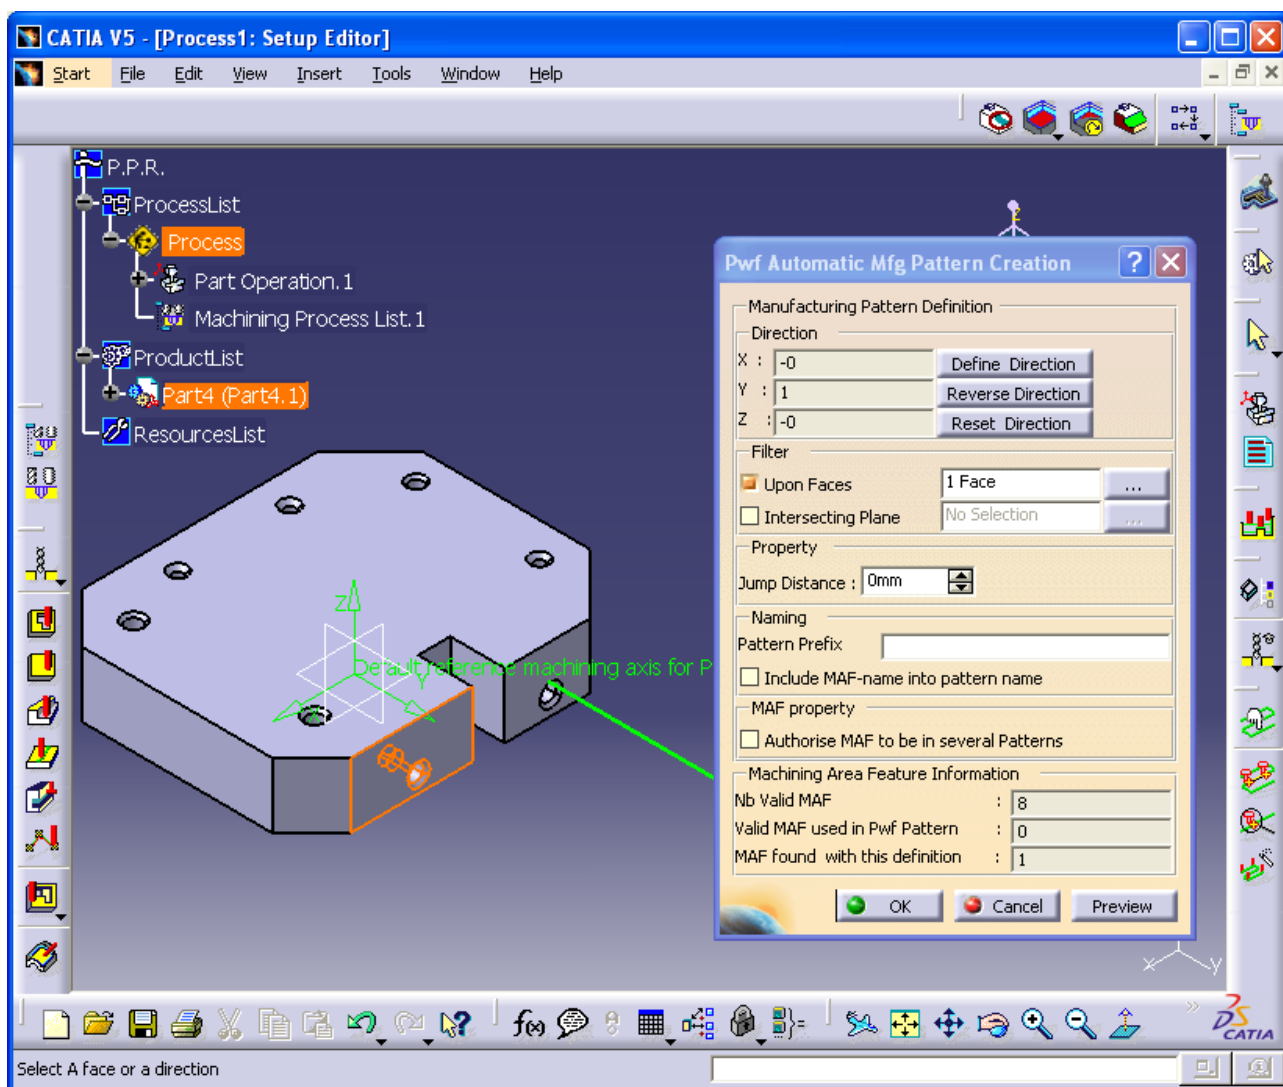 CATIA V5 - [Process1: Setup Editor]
Start File Edit View Insert Tools Window Help
P.P.R.
ProcessList
Process
Part Operation.1
Machining Process List.1
ProductList
Part4 (Part4.1)
ResourcesList
Z
Default reference machining axis for P
Y
Pwf Automatic Mfg Pattern Creation
Manufacturing Pattern Definition
Direction
X : -0 Define Direction
Y : 1 Reverse Direction
Z : -0 Reset Direction
Filter
Upon Faces 1 Face ...
Intersecting Plane No Selection ...
Property
Jump Distance : 0mm
Naming
Pattern Prefix
Include MAF-name into pattern name
MAF property
Authorise MAF to be in several Patterns
Machining Area Feature Information
Nb Valid MAF : 8
Valid MAF used in Pwf Pattern : 0
MAF found with this definition : 1
OK Cancel Preview
z
x y
f(x)
CATIA
Select A face or a direction